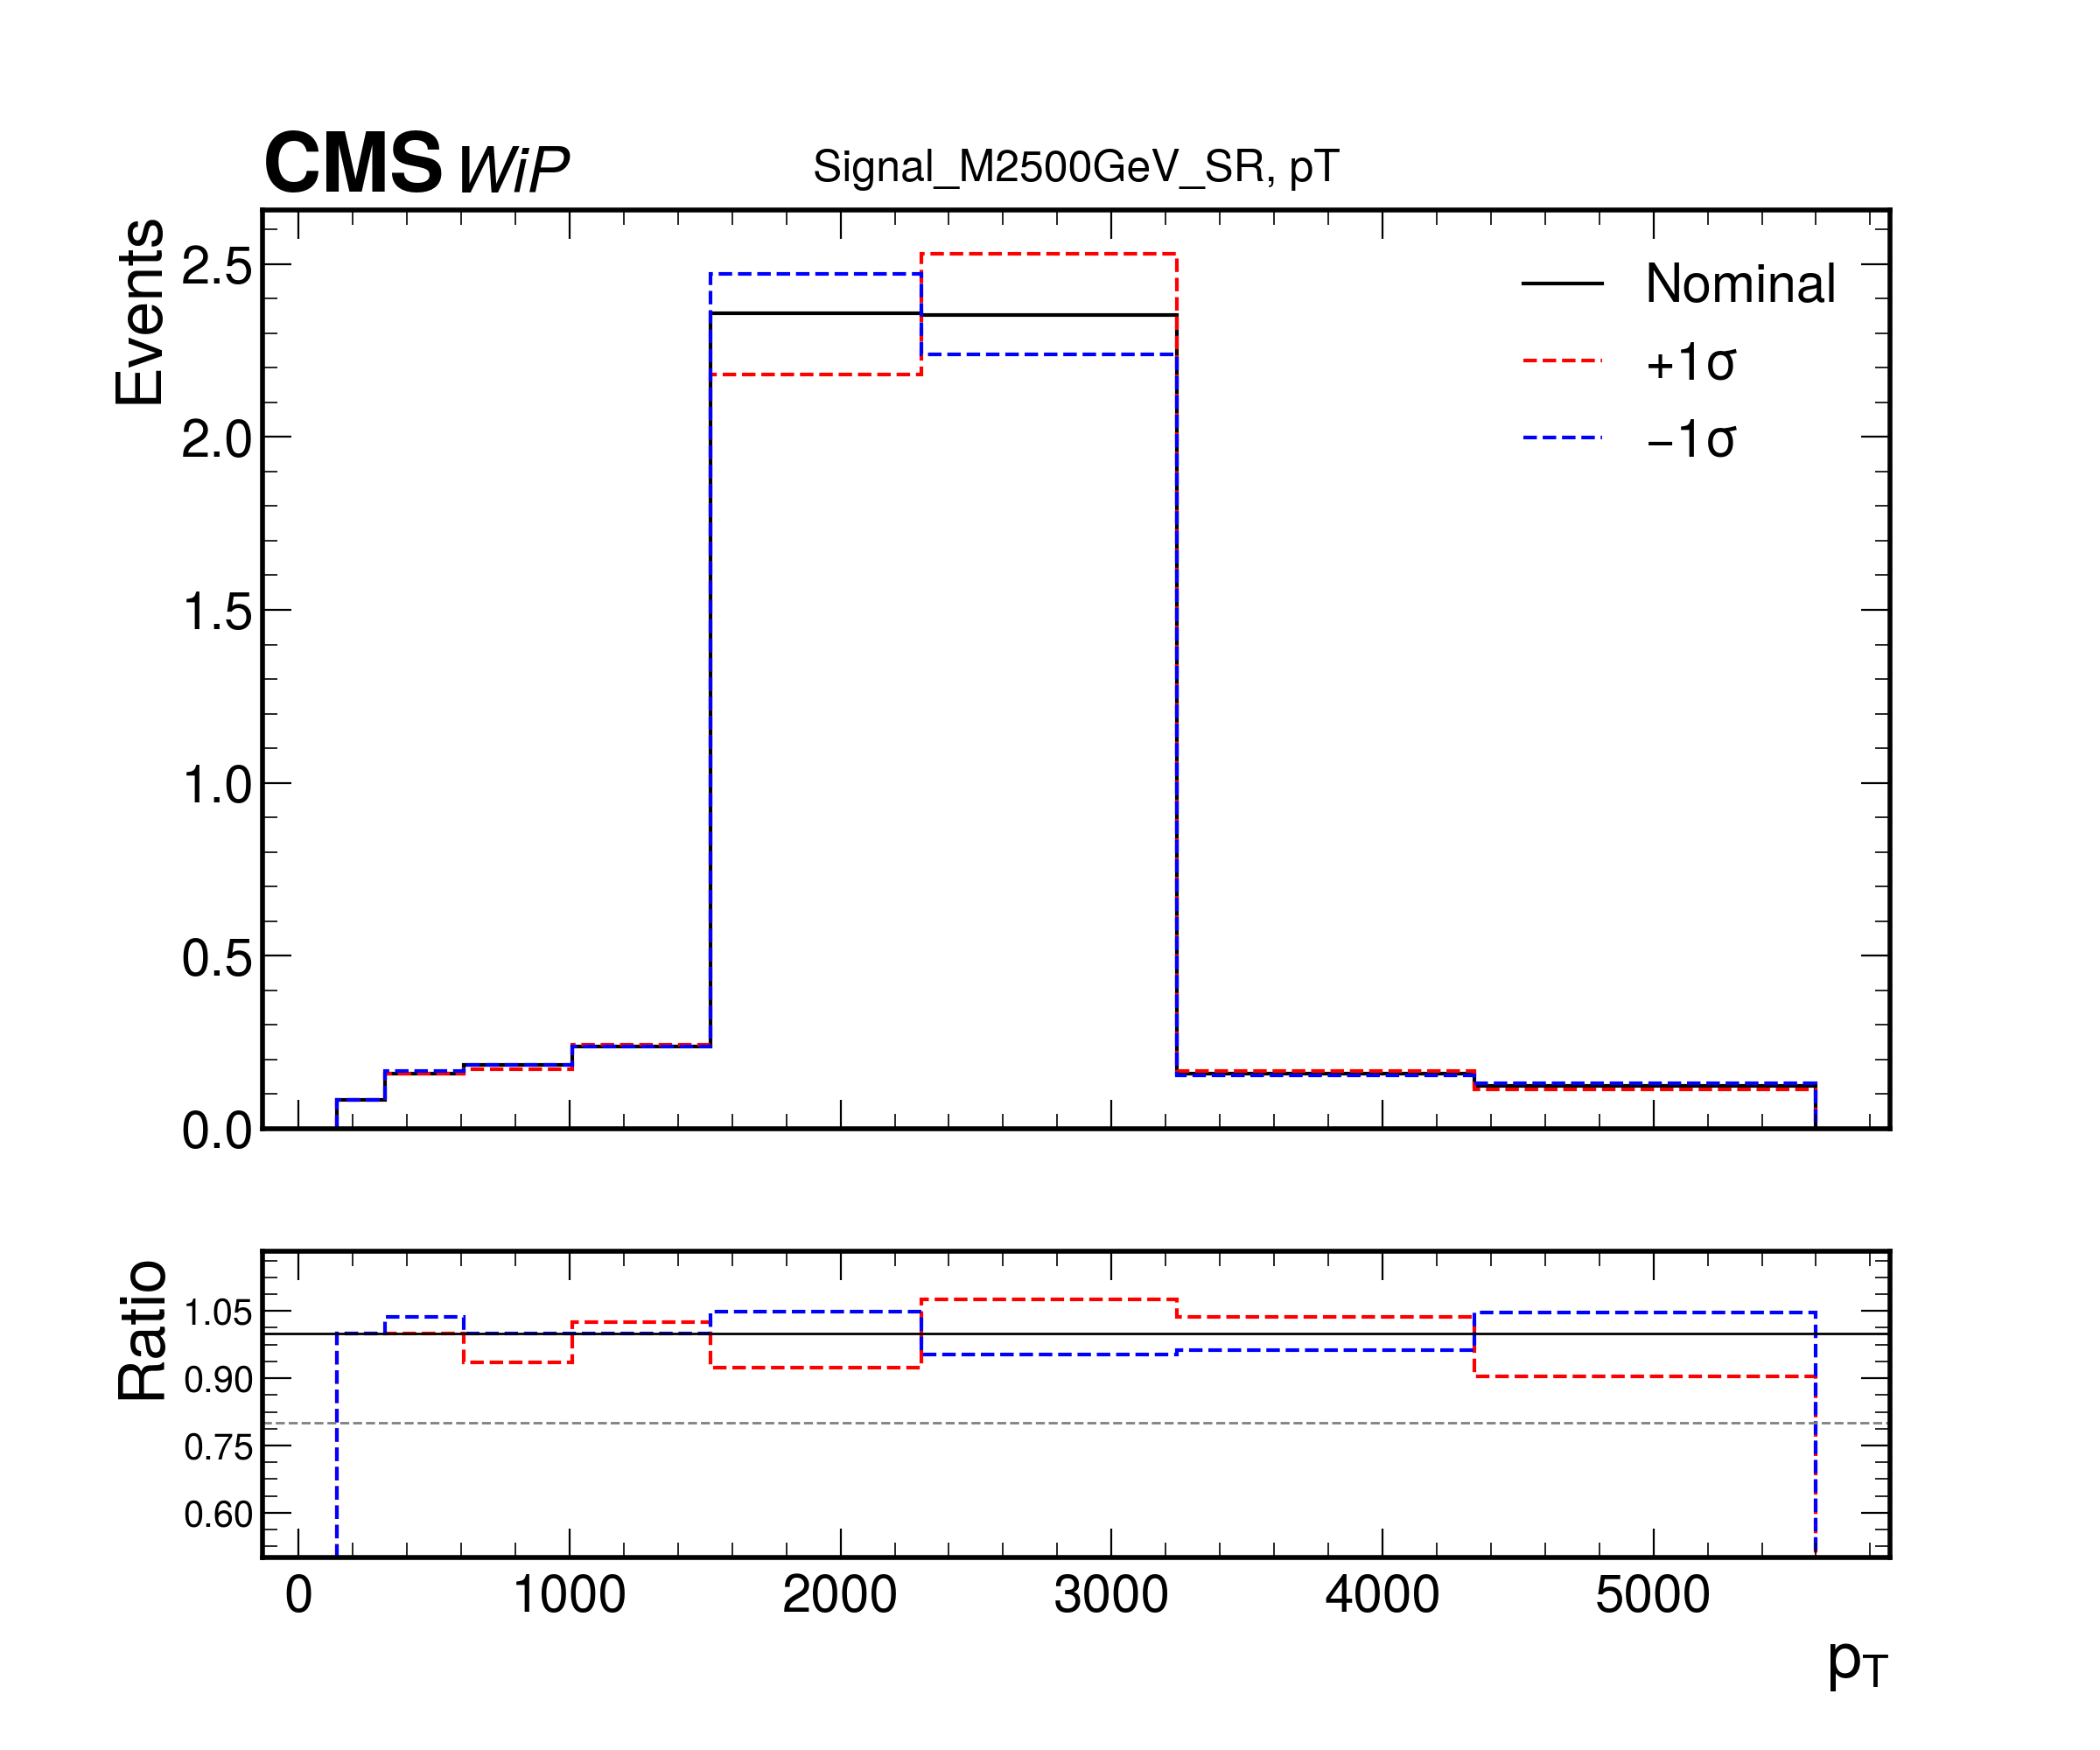 CMS WiP
Signal_M2500GeV_SR, pT
Events
2.5
2.0
1.5
1.0
0.5
0.0
Nominal
+1σ
−1σ
Ratio
1.05
0.90
0.75
0.60
0 1000 2000 3000 4000 5000
pT